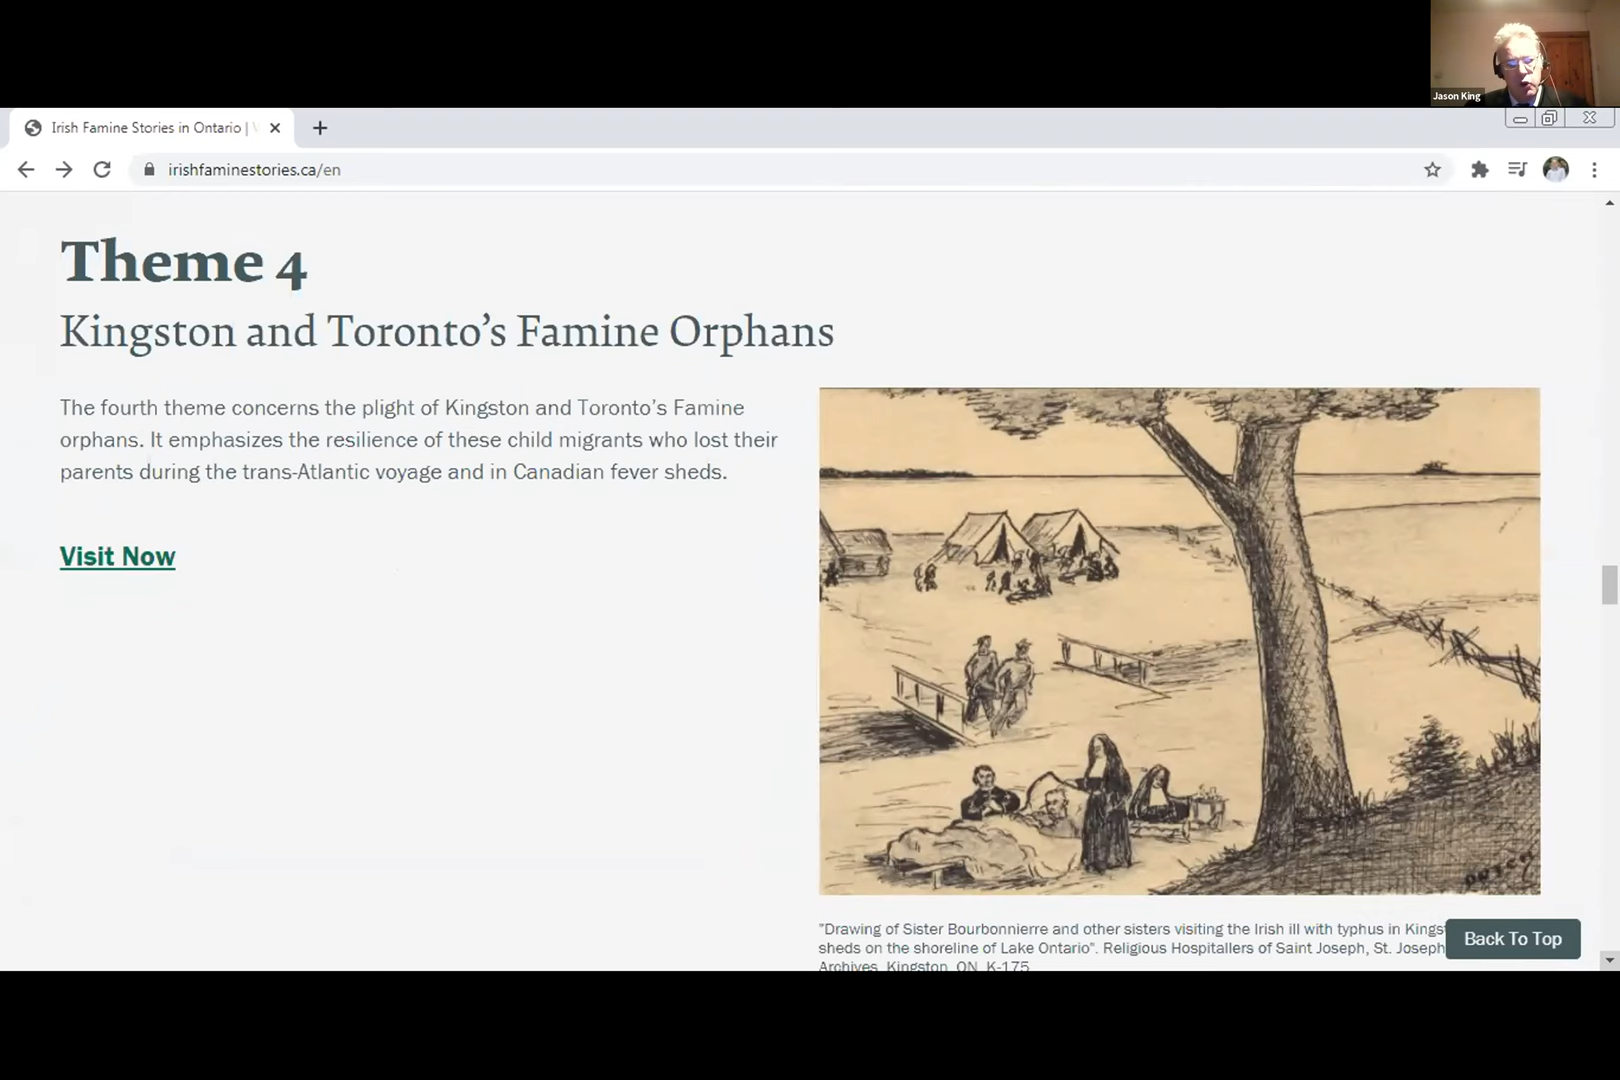 Jason King
Irish Famine Stories in Ontario |
irishfaminestories.ca/en
Theme 4
Kingston and Toronto's Famine Orphans
The fourth theme concerns the plight of Kingston and Toronto's Famine
orphans. It emphasizes the resilience of these child migrants who lost their
parents during the trans-Atlantic voyage and in Canadian fever sheds.
Visit Now
"Drawing of Sister Bourbonnierre and other sisters visiting the Irish ill with typhus in
sheds on the shoreline of Lake Ontario". Religious Hospitallers of Saint Joseph, St. Joseph
Archives, Kingston, ON, K-175
Back To Top